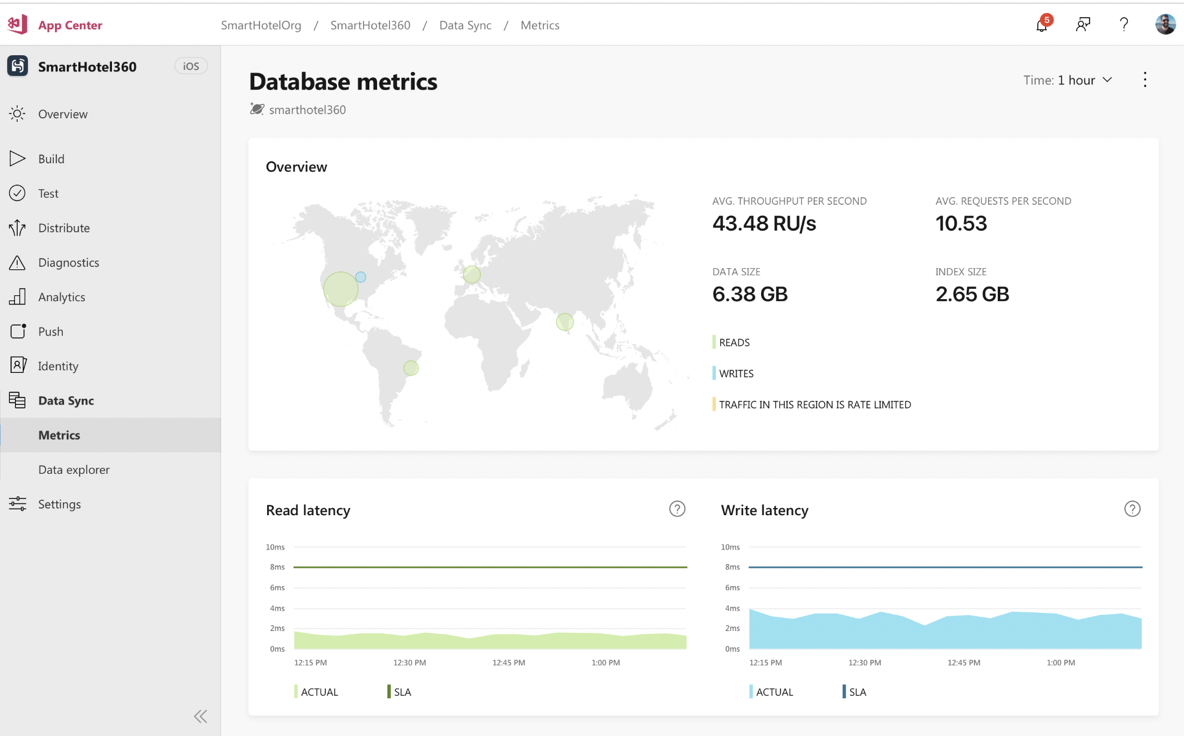 App Center
SmartHotelOrg / SmartHotel360 / Data Sync / Metrics
5
?
SmartHotel360
iOS
Overview
Build
Test
Distribute
Diagnostics
Analytics
Push
Identity
Data Sync
Metrics
Data explorer
Settings
Database metrics
smarthotel360
Time: 1 hour
Overview
AVG. THROUGHPUT PER SECOND
43.48 RU/s
AVG. REQUESTS PER SECOND
10.53
DATA SIZE
6.38 GB
INDEX SIZE
2.65 GB
READS
WRITES
TRAFFIC IN THIS REGION IS RATE LIMITED
Read latency
?
10ms
8ms
6ms
4ms
2ms
0ms
12:15 PM 12:30 PM 12:45 PM 1:00 PM
ACTUAL SLA
Write latency
?
10ms
8ms
6ms
4ms
2ms
0ms
12:15 PM 12:30 PM 12:45 PM 1:00 PM
ACTUAL SLA